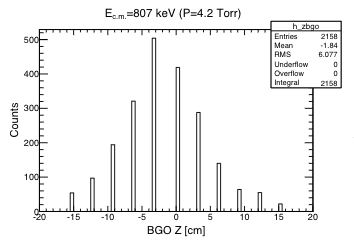 E_c.m.=807 keV (P=4.2 Torr)
h_zbgo
Entries 2158
Mean -1.84
RMS 6.077
Underflow 0
Overflow 0
Integral 2158
Counts
500
400
300
200
100
0
-20 -15 -10 -5 0 5 10 15 20
BGO Z [cm]